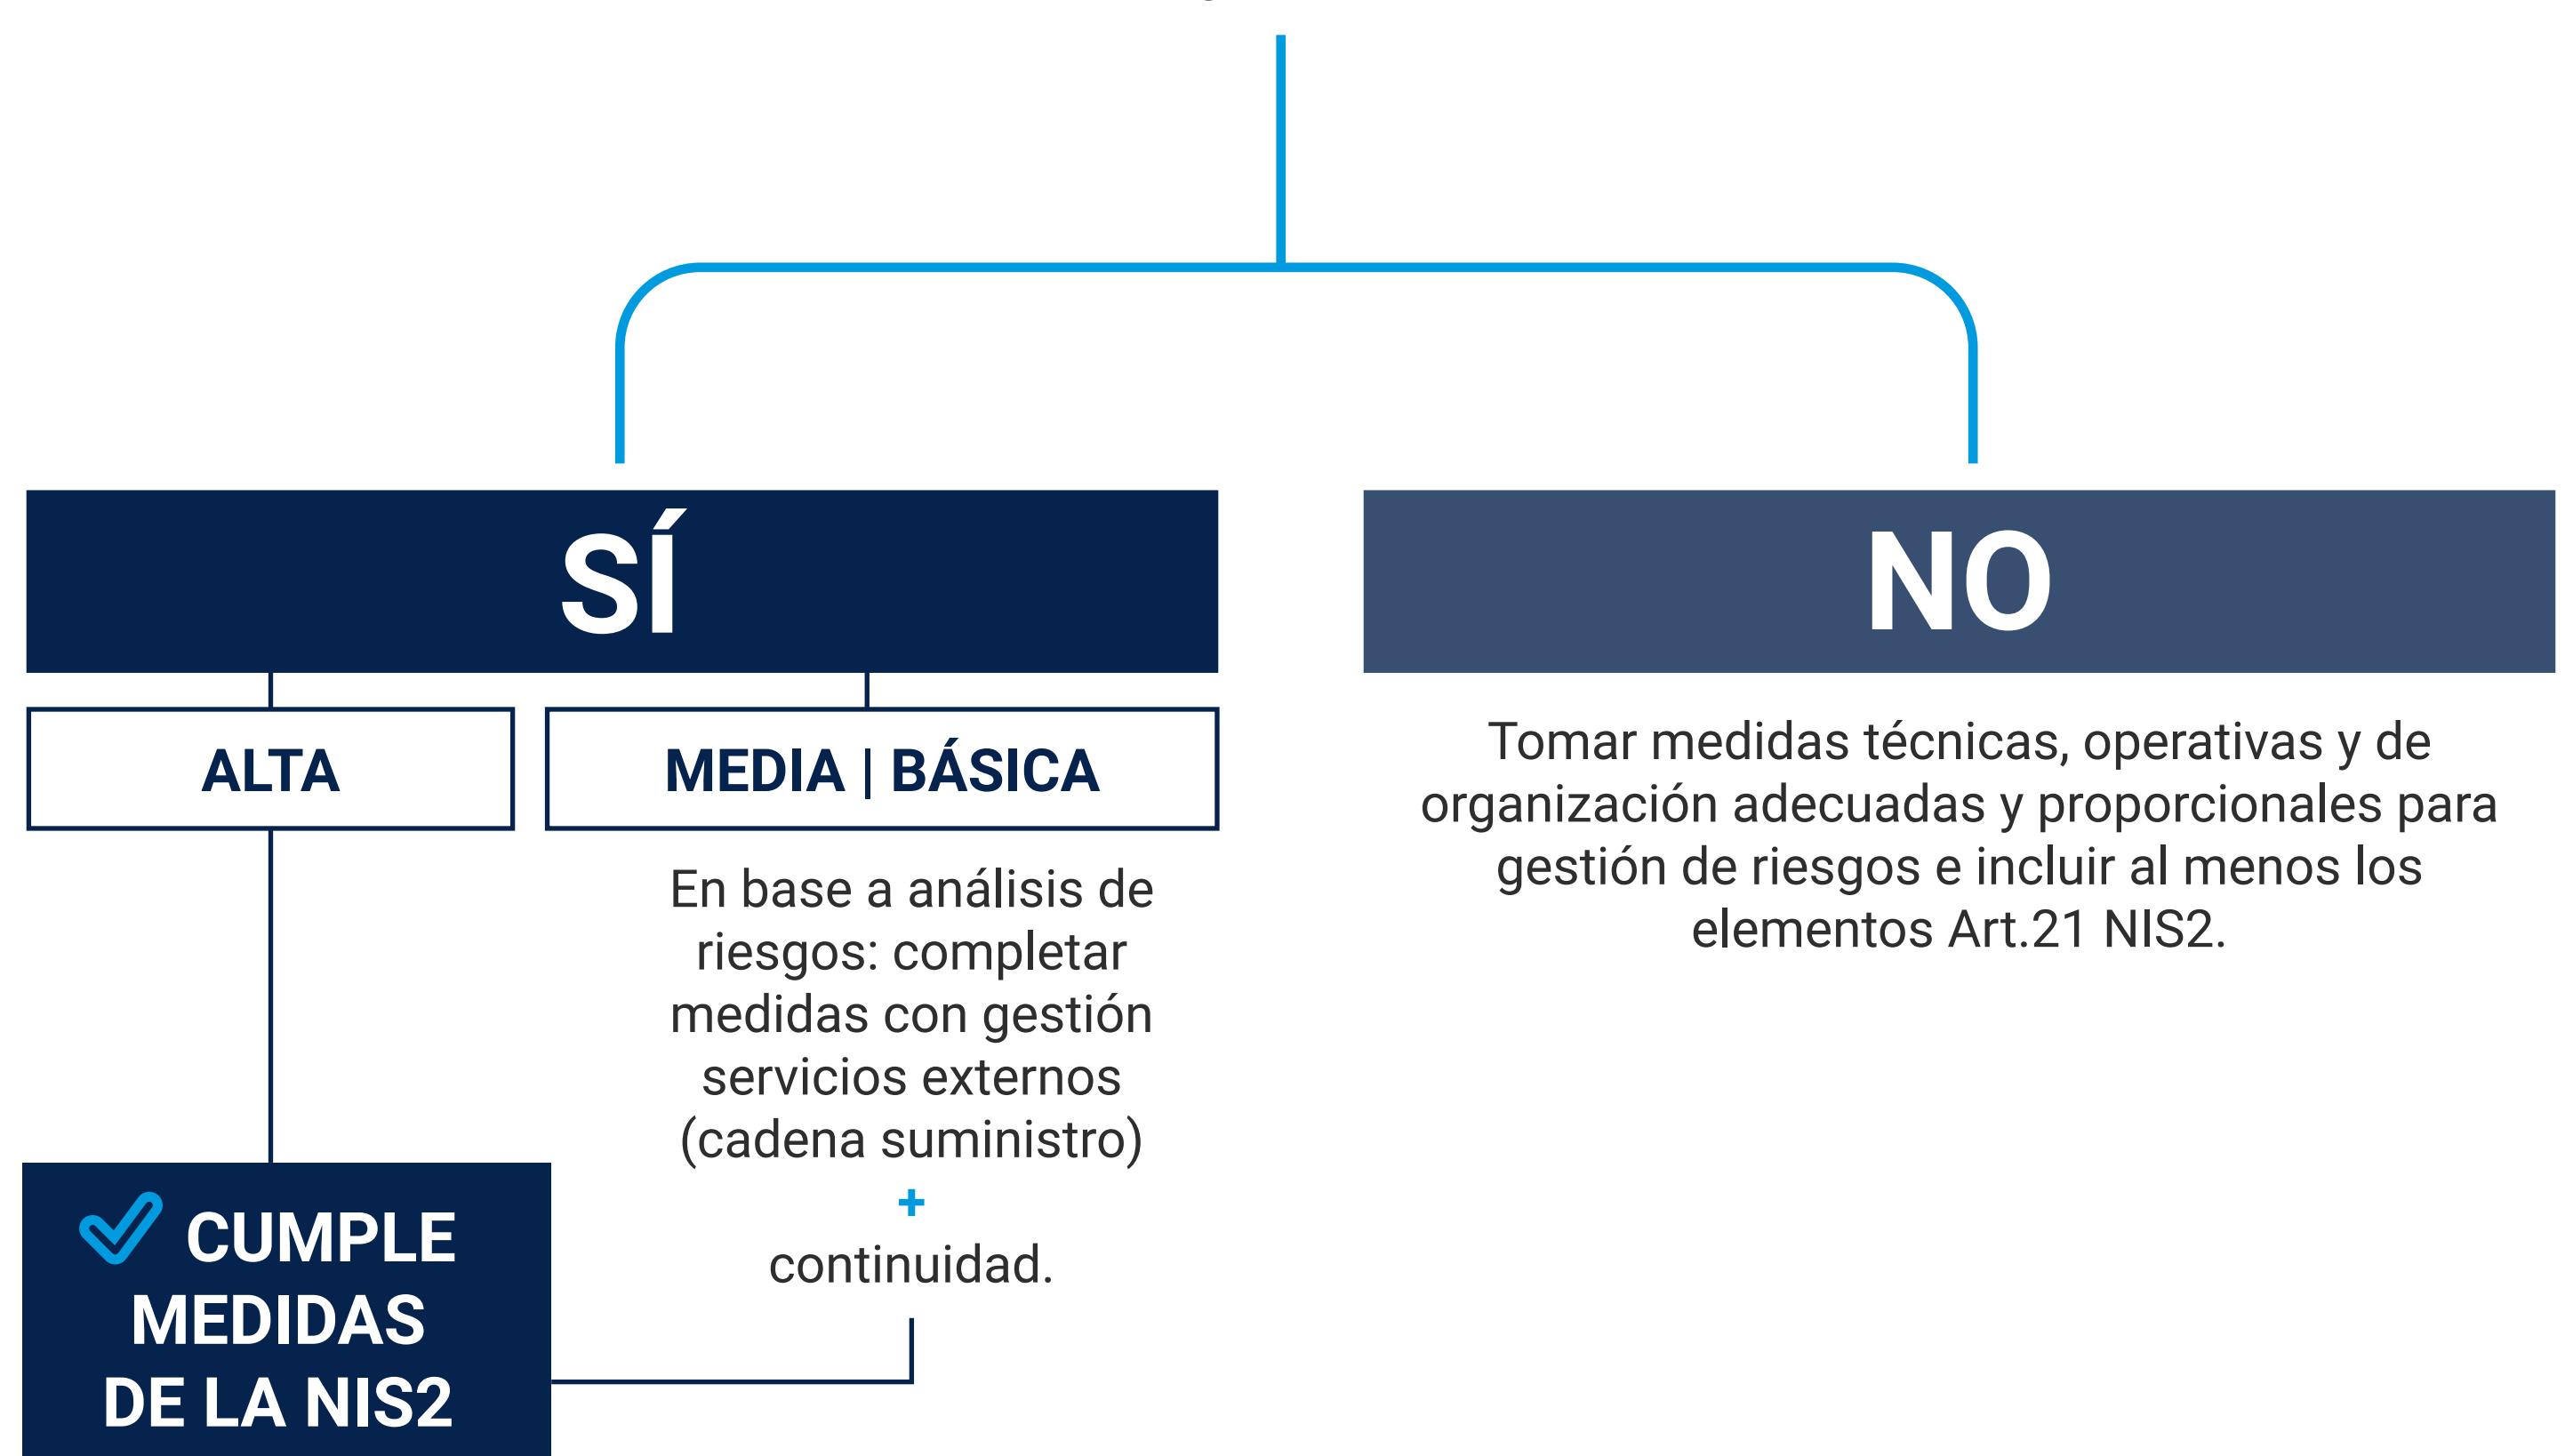 SÍ
NO
ALTA
MEDIA | BÁSICA
Tomar medidas técnicas, operativas y de
organización adecuadas y proporcionales para
gestión de riesgos e incluir al menos los
elementos Art.21 NIS2.
En base a análisis de
riesgos: completar
medidas con gestión
servicios externos
(cadena suministro)
+
continuidad.
CUMPLE
MEDIDAS
DE LA NIS2